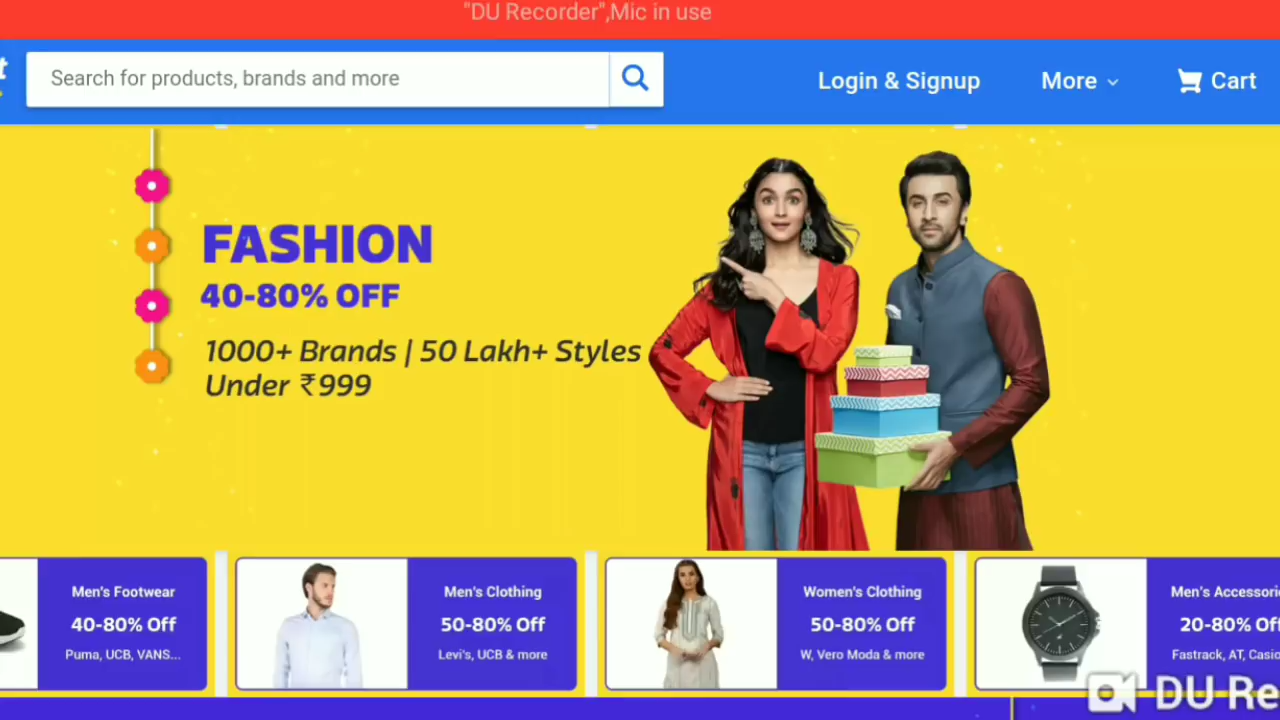 "DU Recorder",Mic in use
t
Search for products, brands and more
Login & Signup
More
Cart
FASHION
40-80% OFF
1000+ Brands | 50 Lakh+ Styles
Under ₹999
Men's Footwear
40-80% Off
Puma, UCB, VANS...
Men's Clothing
50-80% Off
Levi's, UCB & more
Women's Clothing
50-80% Off
W, Vero Moda & more
Men's Accessorie
20-80% Off
Fastrack, AT, Casio
DU Re